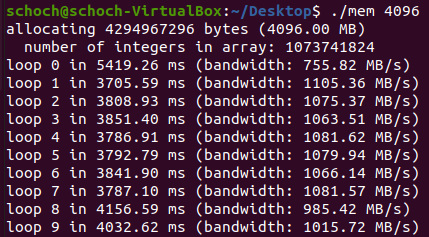 schoch@schoch-VirtualBox:~/Desktop$ ./mem 4096
allocating 4294967296 bytes (4096.00 MB)
  number of integers in array: 1073741824
loop 0 in 5419.26 ms (bandwidth: 755.82 MB/s)
loop 1 in 3705.59 ms (bandwidth: 1105.36 MB/s)
loop 2 in 3808.93 ms (bandwidth: 1075.37 MB/s)
loop 3 in 3851.40 ms (bandwidth: 1063.51 MB/s)
loop 4 in 3786.91 ms (bandwidth: 1081.62 MB/s)
loop 5 in 3792.79 ms (bandwidth: 1079.94 MB/s)
loop 6 in 3841.90 ms (bandwidth: 1066.14 MB/s)
loop 7 in 3787.10 ms (bandwidth: 1081.57 MB/s)
loop 8 in 4156.59 ms (bandwidth: 985.42 MB/s)
loop 9 in 4032.62 ms (bandwidth: 1015.72 MB/s)